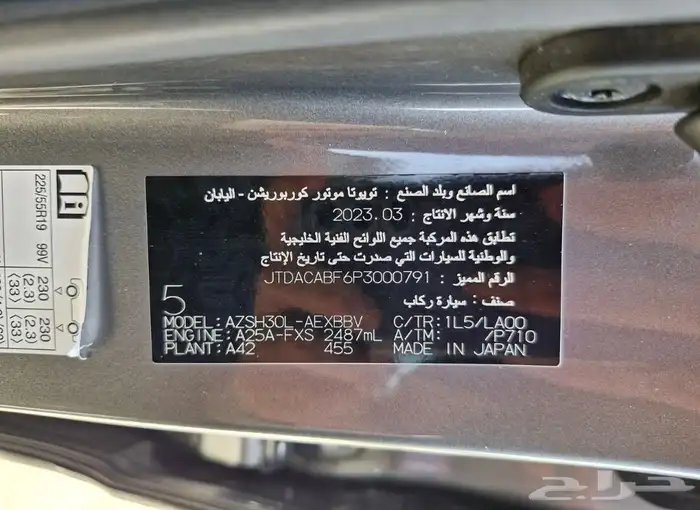 اسم الصانع وبلد الصنع : تويوتا موتور كوربوريشن - اليابان
سنة وشهر الانتاج : 2023.03
تطابق هذه المركبة جميع اللوائح الفنية الخليجية
والوطنية للسيارات التي صدرت حتى تاريخ الإنتاج
الرقم المميز : JTDACABF6P3000791
صنف : سيارة ركاب
5
MODEL: AZSH30L-AEXBBV C/TR: 1L5/LA00
ENGINE: A25A-FXS 2487mL A/TM: /P710
PLANT: A42 455 MADE IN JAPAN
225/55R19 99V
230
(2.3)
⟨33⟩
230
(2.3)
⟨33⟩
حراج